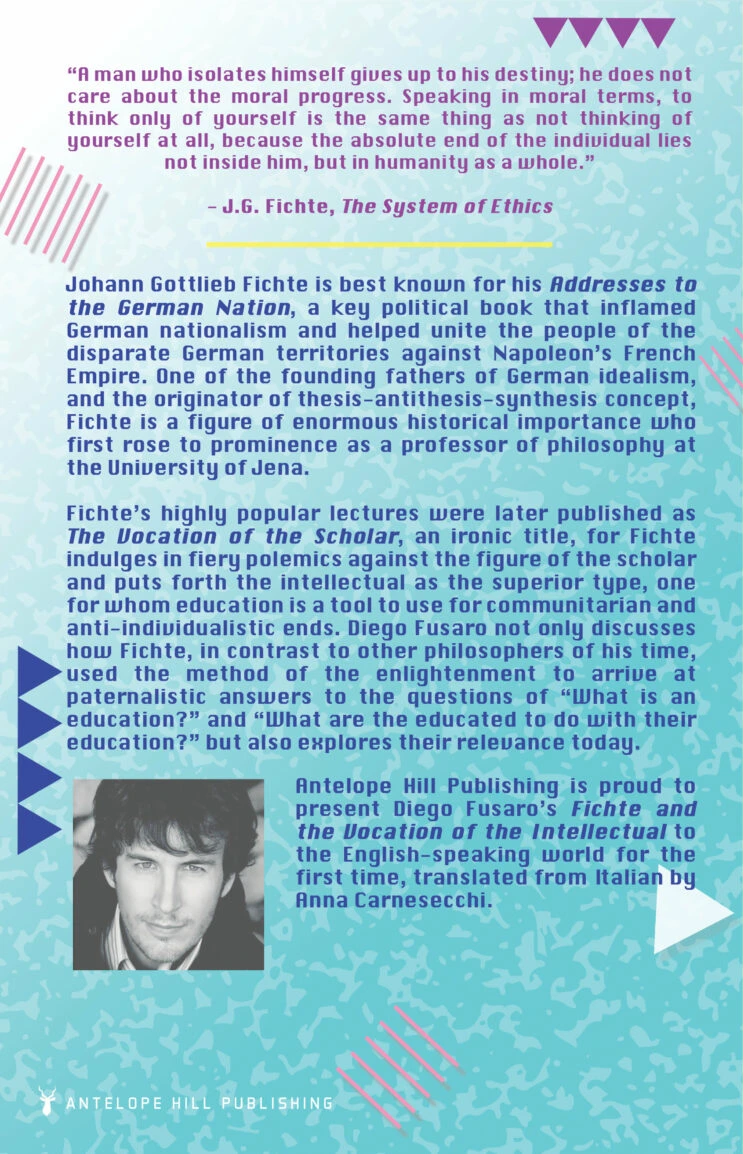 “A man who isolates himself gives up to his destiny; he does not
care about the moral progress. Speaking in moral terms, to
think only of yourself is the same thing as not thinking of
yourself at all, because the absolute end of the individual lies
not inside him, but in humanity as a whole.”
- J.G. Fichte, The System of Ethics
Johann Gottlieb Fichte is best known for his Addresses to
the German Nation, a key political book that inflamed
German nationalism and helped unite the people of the
disparate German territories against Napoleon’s French
Empire. One of the founding fathers of German idealism,
and the originator of thesis-antithesis-synthesis concept,
Fichte is a figure of enormous historical importance who
first rose to prominence as a professor of philosophy at
the University of Jena.
Fichte’s highly popular lectures were later published as
The Vocation of the Scholar, an ironic title, for Fichte
indulges in fiery polemics against the figure of the scholar
and puts forth the intellectual as the superior type, one
for whom education is a tool to use for communitarian and
anti-individualistic ends. Diego Fusaro not only discusses
how Fichte, in contrast to other philosophers of his time,
used the method of the enlightenment to arrive at
paternalistic answers to the questions of “What is an
education?” and “What are the educated to do with their
education?” but also explores their relevance today.
Antelope Hill Publishing is proud to
present Diego Fusaro’s Fichte and
the Vocation of the Intellectual to
the English-speaking world for the
first time, translated from Italian by
Anna Carnesecchi.
ANTELOPE HILL PUBLISHING